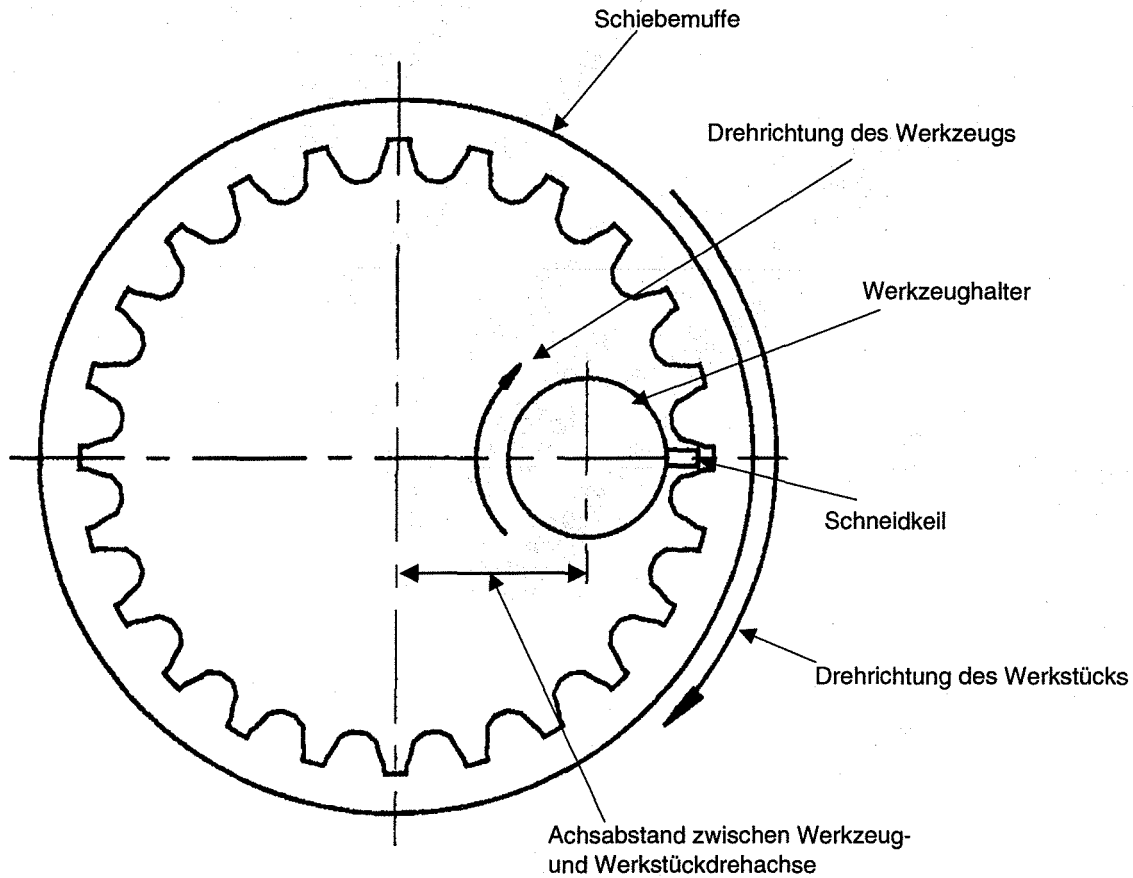 Schiebemuffe
Drehrichtung des Werkzeugs
Werkzeughalter
Schneidkeil
Drehrichtung des Werkstücks
Achsabstand zwischen Werkzeug-
und Werkstückdrehachse